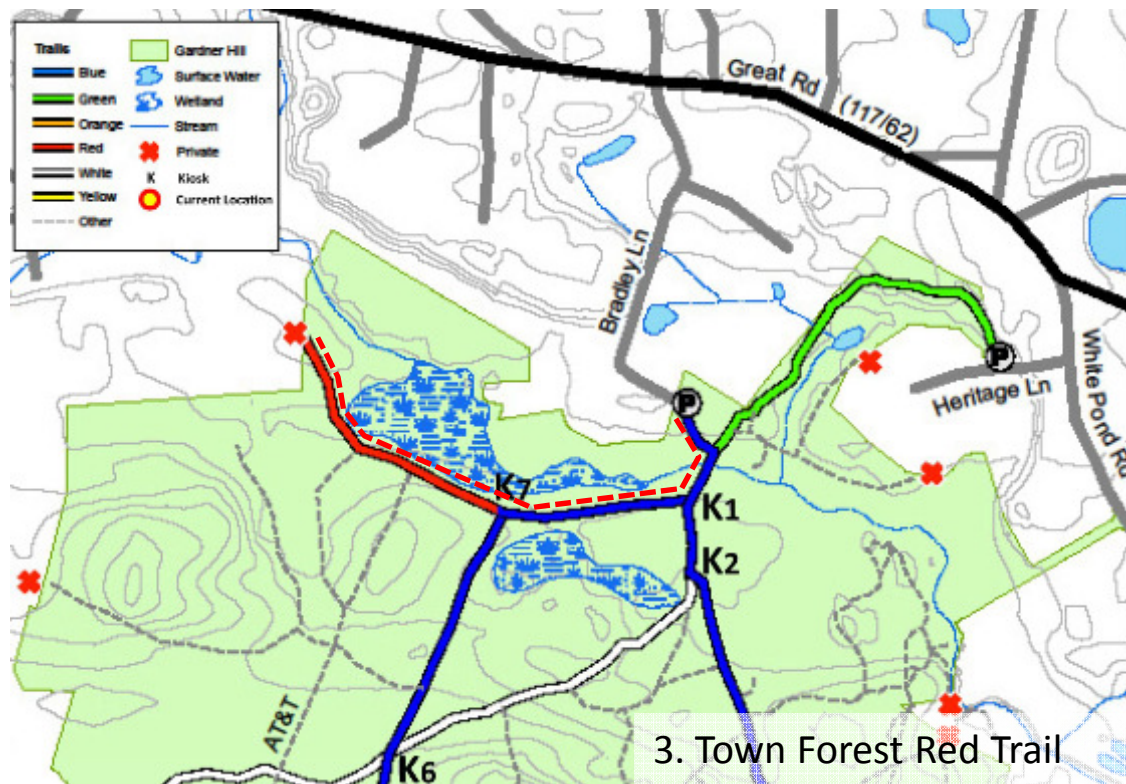 Trails
Blue
Green
Orange
Red
White
Yellow
Other
Gardner Hill
Surface Water
Wetland
Stream
Private
K Kiosk
Current Location
Great Rd (117/62)
Bradley Ln
P
P
Heritage Ln
White Pond Rd
K7
K1
K2
AT&T
K6
3. Town Forest Red Trail